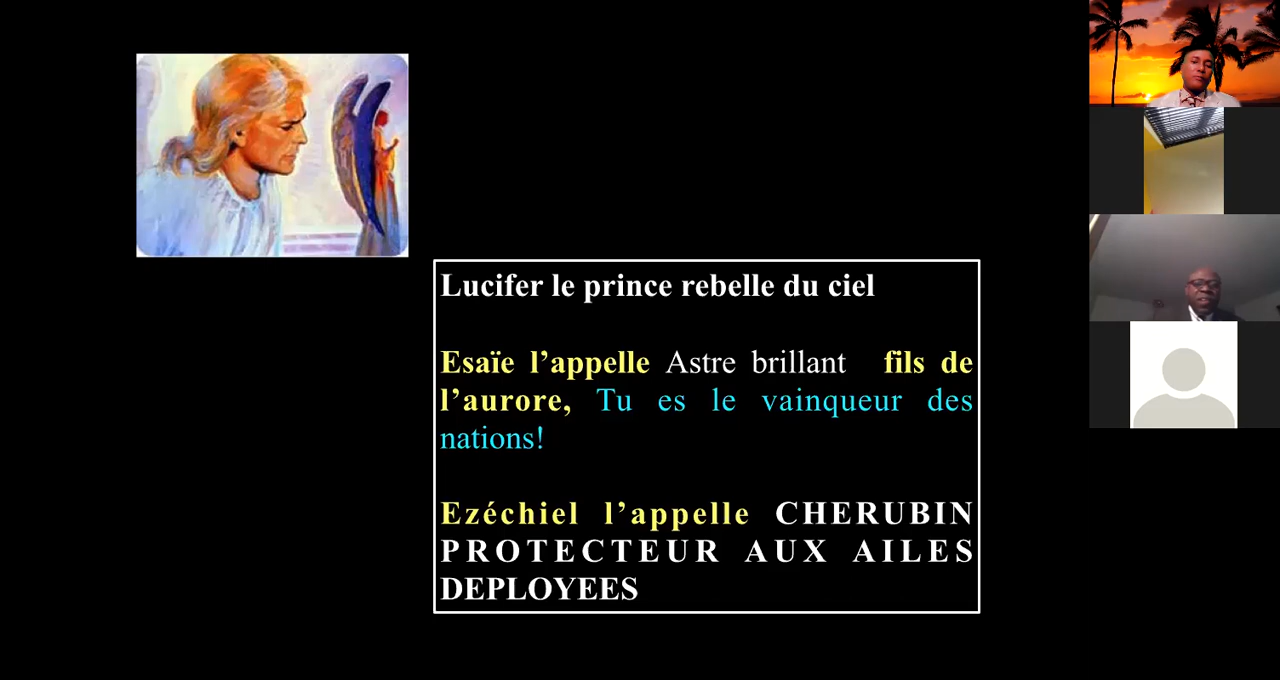 Lucifer le prince rebelle du ciel
Esaïe l’appelle Astre brillant fils de
l’aurore, Tu es le vainqueur des
nations!
Ezéchiel l’appelle CHERUBIN
PROTECTEUR AUX AILES
DEPLOYEES